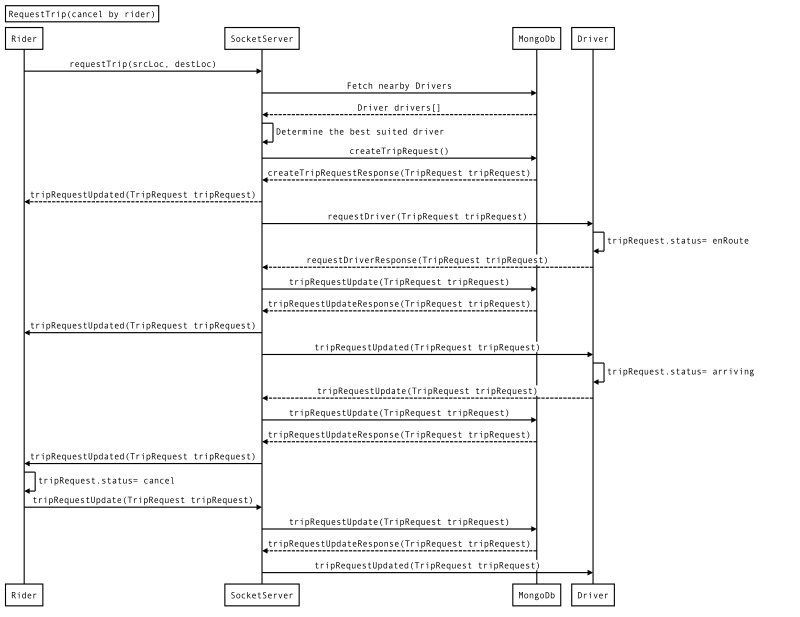 RequestTrip(cancel by rider)
Rider
SocketServer
MongoDb
Driver
requestTrip(srcLoc, destLoc)
Fetch nearby Drivers
Driver drivers[]
Determine the best suited driver
createTripRequest()
createTripRequestResponse(TripRequest tripRequest)
tripRequestUpdated(TripRequest tripRequest)
requestDriver(TripRequest tripRequest)
tripRequest.status= enRoute
requestDriverResponse(TripRequest tripRequest)
tripRequestUpdate(TripRequest tripRequest)
tripRequestUpdateResponse(TripRequest tripRequest)
tripRequestUpdated(TripRequest tripRequest)
tripRequestUpdated(TripRequest tripRequest)
tripRequest.status= arriving
tripRequestUpdate(TripRequest tripRequest)
tripRequestUpdate(TripRequest tripRequest)
tripRequestUpdateResponse(TripRequest tripRequest)
tripRequestUpdated(TripRequest tripRequest)
tripRequest.status= cancel
tripRequestUpdate(TripRequest tripRequest)
tripRequestUpdate(TripRequest tripRequest)
tripRequestUpdateResponse(TripRequest tripRequest)
tripRequestUpdated(TripRequest tripRequest)
Rider
SocketServer
MongoDb
Driver